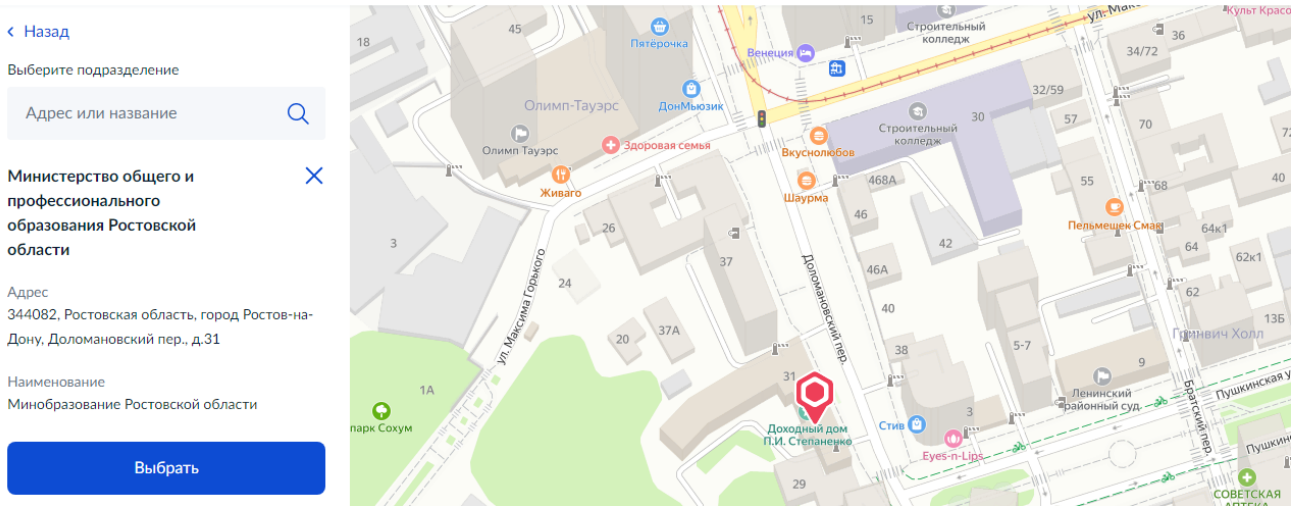 Назад
Выберите подразделение
Адрес или название
Министерство общего и
профессионального
образования Ростовской
области
Адрес
344082, Ростовская область, город Ростов-на-
Дону, Доломановский пер., д.31
Наименование
Минобразование Ростовской области
Выбрать
18
45
Пятёрочка
15
Строительный
колледж
Венеция
34/72
36
Олимп-Тауэрс
ДонМьюзик
32/59
Строительный
колледж
30
57
70
Олимп Тауэрс
Здоровая семья
Вкуснолюбов
Живаго
Шаурма
468А
55
68
40
46
Пельмешек
3
26
42
64
64к1
62к1
37
Доломановский пер.
46А
ул. Максима Горького
24
40
62
13Б
20
37А
38
5-7
Гринвич Холл
1А
31
9
Ленинский
районный суд
Пушкинская
парк Сохум
Доходный дом
П.И. Степаненко
Стив
3
Братский пер.
Eyes-n-Lips
29
СОВЕТСКАЯ